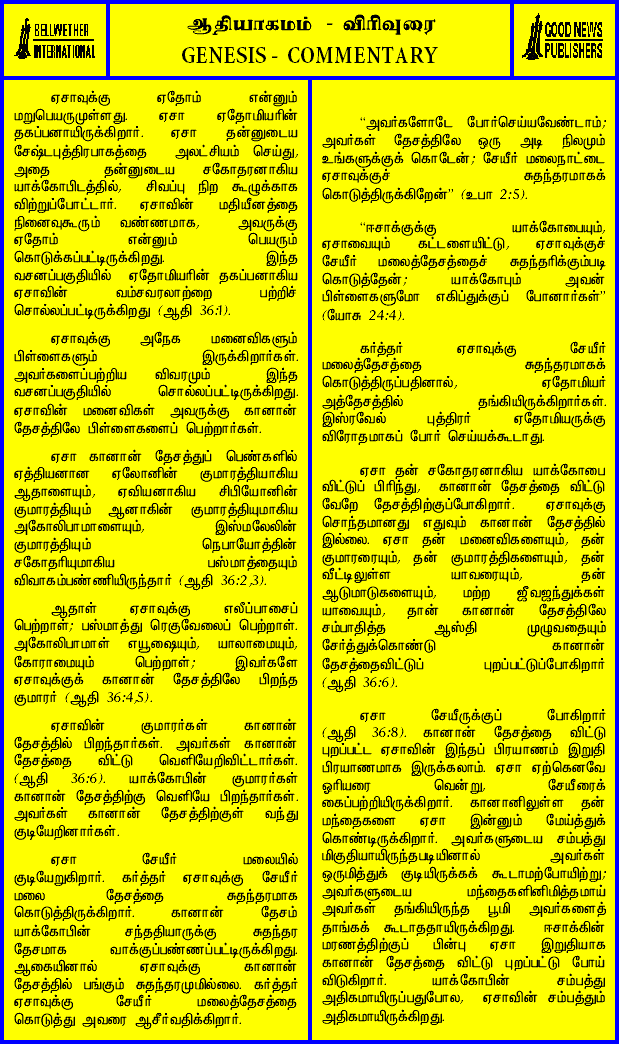 BELLWETHER
INTERNATIONAL
ஆதியாகமம் - விரிவுரை
GENESIS - COMMENTARY
GOOD NEWS
PUBLISHERS
ஏசாவுக்கு ஏதோம் என்னும்
மறுபெயருமுள்ளது. ஏசா ஏதோமியரின்
தகப்பனாயிருக்கிறார். ஏசா தன்னுடைய
சேஷ்டபுத்திரபாகத்தை அலட்சியம் செய்து,
அதை தன்னுடைய சகோதரனாகிய
யாக்கோபிடத்தில், சிவப்பு நிற கூழுக்காக
விற்றுப்போட்டார். ஏசாவின் மதியீனத்தை
நினைவுகூரும் வண்ணமாக, அவருக்கு
ஏதோம் என்னும் பெயரும்
கொடுக்கப்பட்டிருக்கிறது. இந்த
வசனப்பகுதியில் ஏதோமியரின் தகப்பனாகிய
ஏசாவின் வம்சவரலாற்றை பற்றிச்
சொல்லப்பட்டிருக்கிறது (ஆதி 36:1).
ஏசாவுக்கு அநேக மனைவிகளும்
பிள்ளைகளும் இருக்கிறார்கள்.
அவர்களைப்பற்றிய விவரமும் இந்த
வசனப்பகுதியில் சொல்லப்பட்டிருக்கிறது.
ஏசாவின் மனைவிகள் அவருக்கு கானான்
தேசத்திலே பிள்ளைகளைப் பெற்றார்கள்.
ஏசா கானான் தேசத்துப் பெண்களில்
ஏத்தியனான ஏலோனின் குமாரத்தியாகிய
ஆதாளையும், ஏவியனாகிய சிபியோனின்
குமாரத்தியும் ஆனாகின் குமாரத்தியுமாகிய
அகோலிபாமாளையும், இஸ்மவேலின்
குமாரத்தியும் நெபாயோத்தின்
சகோதரியுமாகிய பஸ்மாத்தையும்
விவாகம்பண்ணியிருந்தார் (ஆதி 36:2,3).
ஆதாள் ஏசாவுக்கு எலீப்பாசைப்
பெற்றாள்; பஸ்மாத்து ரெகுவேலைப் பெற்றாள்.
அகோலிபாமாள் எயூஷையும், யாலாமையும்,
கோராமையும் பெற்றாள்; இவர்களே
ஏசாவுக்குக் கானான் தேசத்திலே பிறந்த
குமாரர் (ஆதி 36:4,5).
ஏசாவின் குமாரர்கள் கானான்
தேசத்தில் பிறந்தார்கள். அவர்கள் கானான்
தேசத்தை விட்டு வெளியேறிவிட்டார்கள்.
(ஆதி 36:6). யாக்கோபின் குமாரர்கள்
கானான் தேசத்திற்கு வெளியே பிறந்தார்கள்.
அவர்கள் கானான் தேசத்திற்குள் வந்து
குடியேறினார்கள்.
ஏசா சேயீர் மலையில்
குடியேறுகிறார். கர்த்தர் ஏசாவுக்கு சேயீர்
மலை தேசத்தை சுதந்தரமாக
கொடுத்திருக்கிறார். கானான் தேசம்
யாக்கோபின் சந்ததியாருக்கு சுதந்தர
தேசமாக வாக்குப்பண்ணப்பட்டிருக்கிறது.
ஆகையினால் ஏசாவுக்கு கானான்
தேசத்தில் பங்கும் சுதந்தரமுமில்லை. கர்த்தர்
ஏசாவுக்கு சேயீர் மலைத்தேசத்தை
கொடுத்து அவரை ஆசீர்வதிக்கிறார்.
“அவர்களோடே போர்செய்யவேண்டாம்;
அவர்கள் தேசத்திலே ஒரு அடி நிலமும்
உங்களுக்குக் கொடேன்; சேயீர் மலைநாட்டை
ஏசாவுக்குச் சுதந்தரமாகக்
கொடுத்திருக்கிறேன்” (உபா 2:5).
“ஈசாக்குக்கு யாக்கோபையும்,
ஏசாவையும் கட்டளையிட்டு, ஏசாவுக்குச்
சேயீர் மலைத்தேசத்தைச் சுதந்தரிக்கும்படி
கொடுத்தேன்; யாக்கோபும் அவன்
பிள்ளைகளுமோ எகிப்துக்குப் போனார்கள்”
(யோசு 24:4).
கர்த்தர் ஏசாவுக்கு சேயீர்
மலைத்தேசத்தை சுதந்தரமாகக்
கொடுத்திருப்பதினால், ஏதோமியர்
அத்தேசத்தில் தங்கியிருக்கிறார்கள்.
இஸ்ரவேல் புத்திரர் ஏதோமியருக்கு
விரோதமாகப் போர் செய்யக்கூடாது.
ஏசா தன் சகோதரனாகிய யாக்கோபை
விட்டுப் பிரிந்து, கானான் தேசத்தை விட்டு
வேறே தேசத்திற்குப்போகிறார். ஏசாவுக்கு
சொந்தமானது எதுவும் கானான் தேசத்தில்
இல்லை. ஏசா தன் மனைவிகளையும், தன்
குமாரரையும், தன் குமாரத்திகளையும், தன்
வீட்டிலுள்ள யாவரையும், தன்
ஆடுமாடுகளையும், மற்ற ஜீவஜந்துக்கள்
யாவையும், தான் கானான் தேசத்திலே
சம்பாதித்த ஆஸ்தி முழுவதையும்
சேர்த்துக்கொண்டு கானான்
தேசத்தைவிட்டுப் புறப்பட்டுப்போகிறார்
(ஆதி 36:6).
ஏசா சேயீருக்குப் போகிறார்
(ஆதி 36:8). கானான் தேசத்தை விட்டு
புறப்பட்ட ஏசாவின் இந்தப் பிரயாணம் இறுதி
பிரயாணமாக இருக்கலாம். ஏசா ஏற்கெனவே
ஓரியரை வென்று, சேயீரைக்
கைப்பற்றியிருக்கிறார். கானானிலுள்ள தன்
மந்தைகளை ஏசா இன்னும் மேய்த்துக்
கொண்டிருக்கிறார். அவர்களுடைய சம்பத்து
மிகுதியாயிருந்தபடியினால் அவர்கள்
ஒருமித்துக் குடியிருக்கக் கூடாமற்போயிற்று;
அவர்களுடைய மந்தைகளினிமித்தமாய்
அவர்கள் தங்கியிருந்த பூமி அவர்களைத்
தாங்கக் கூடாததாயிருக்கிறது. ஈசாக்கின்
மரணத்திற்குப் பின்பு ஏசா இறுதியாக
கானான் தேசத்தை விட்டு புறப்பட்டு போய்
விடுகிறார். யாக்கோபின் சம்பத்து
அதிகமாயிருப்பதுபோல, ஏசாவின் சம்பத்தும்
அதிகமாயிருக்கிறது.